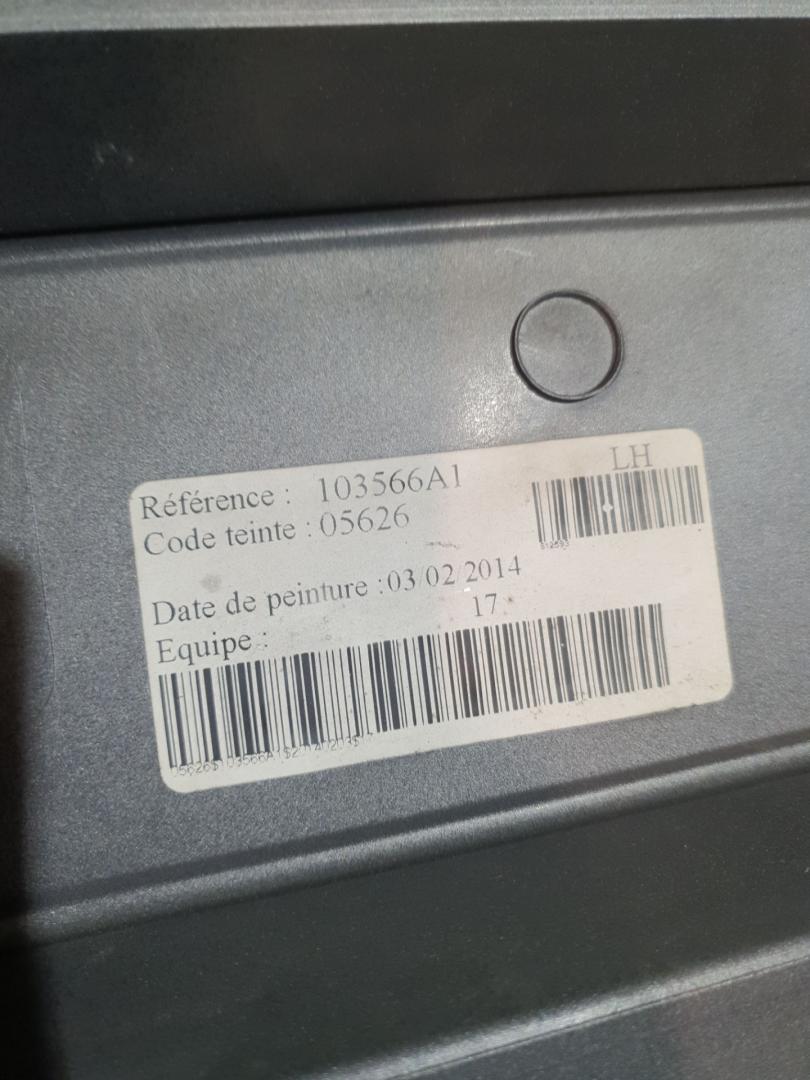 LH
Référence : 103566A1
Code teinte : 05626
Date de peinture : 03/02/2014
17
Equipe :